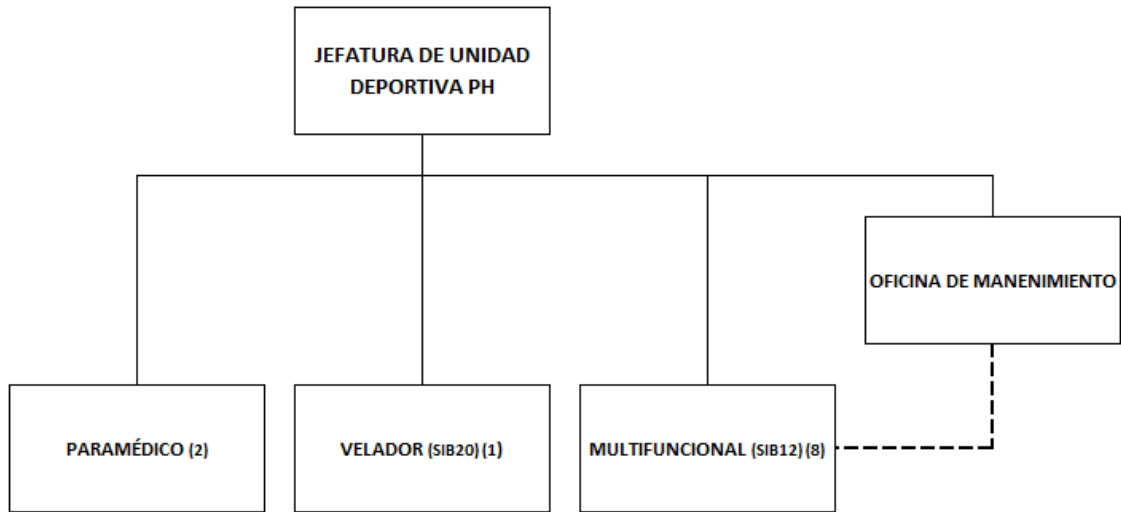 JEFATURA DE UNIDAD
DEPORTIVA PH
OFICINA DE MANENIMIENTO
PARAMÉDICO (2)
VELADOR (SIB20) (1)
MULTIFUNCIONAL (SIB12) (8)